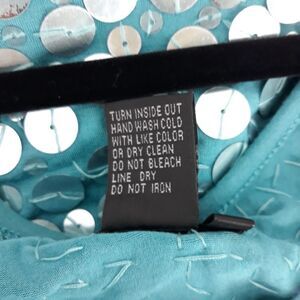 TURN INSIDE OUT
HAND WASH COLD
WITH LIKE COLOR
OR DRY CLEAN
DO NOT BLEACH
LINE DRY
DO NOT IRON